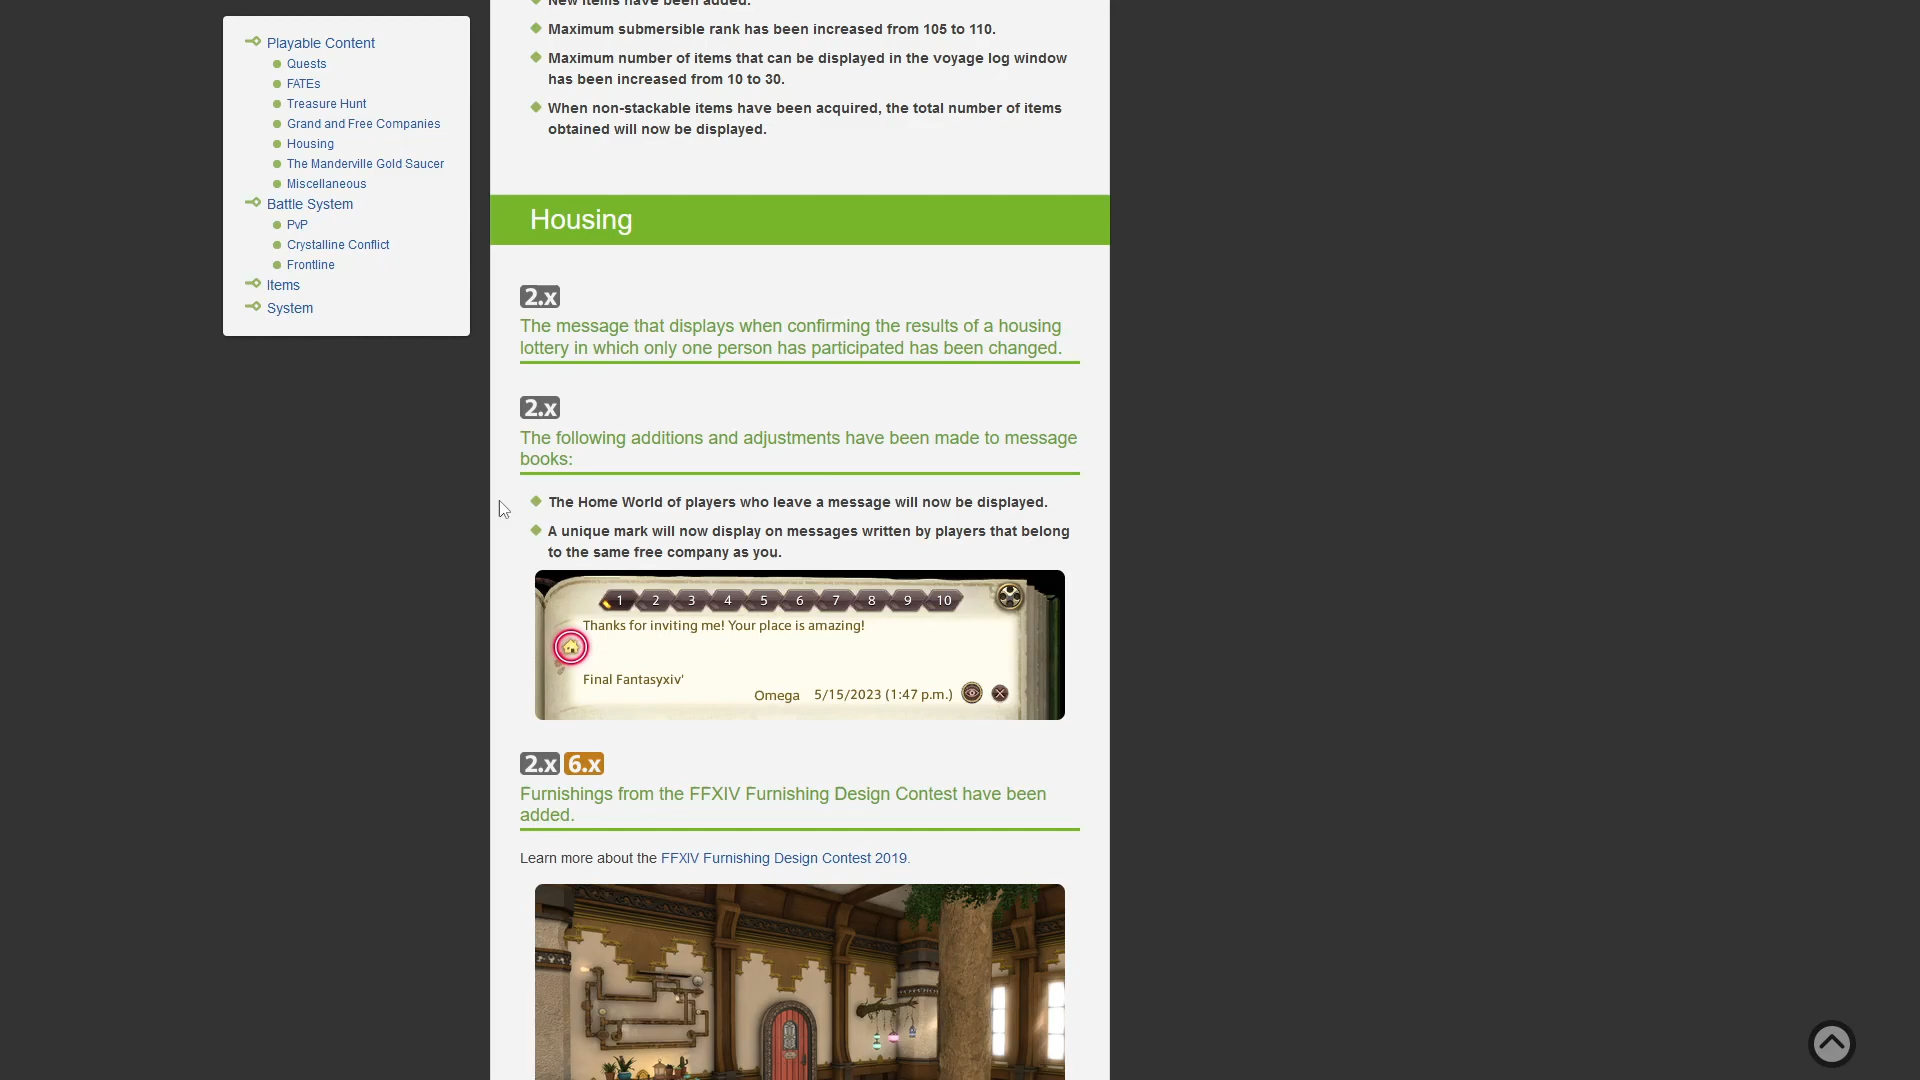 Playable Content
Quests
FATEs
Treasure Hunt
Grand and Free Companies
Housing
The Manderville Gold Saucer
Miscellaneous
Battle System
PvP
Crystalline Conflict
Frontline
Items
System
New items have been added.
Maximum submersible rank has been increased from 105 to 110.
Maximum number of items that can be displayed in the voyage log window
has been increased from 10 to 30.
When non-stackable items have been acquired, the total number of items
obtained will now be displayed.
Housing
2.x
The message that displays when confirming the results of a housing
lottery in which only one person has participated has been changed.
2.x
The following additions and adjustments have been made to message
books:
The Home World of players who leave a message will now be displayed.
A unique mark will now display on messages written by players that belong
to the same free company as you.
1 2 3 4 5 6 7 8 9 10
Thanks for inviting me! Your place is amazing!
Final Fantasyxiv'
Omega 5/15/2023 (1:47 p.m.)
2.x 6.x
Furnishings from the FFXIV Furnishing Design Contest have been
added.
Learn more about the FFXIV Furnishing Design Contest 2019.